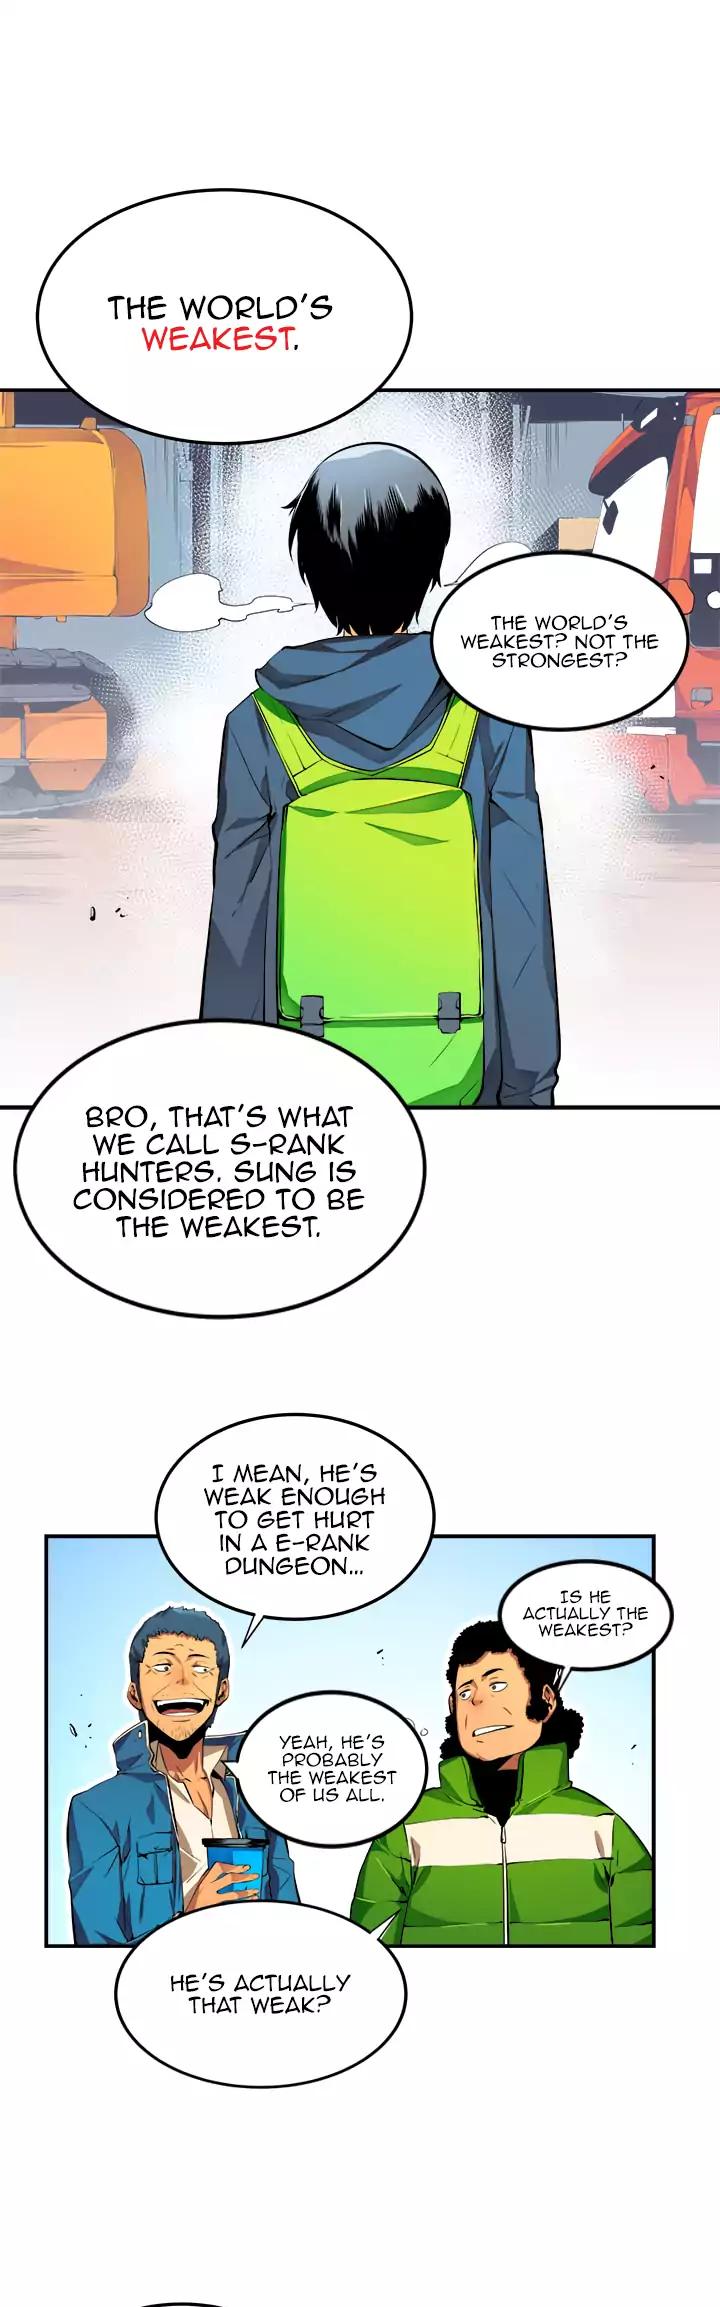 THE WORLD'S
WEAKEST.
THE WORLD'S
WEAKEST? NOT THE
STRONGEST?
BRO, THAT'S WHAT
WE CALL S-RANK
HUNTERS. SUNG IS
CONSIDERED TO BE
THE WEAKEST.
I MEAN, HE'S
WEAK ENOUGH
TO GET HURT
IN A E-RANK
DUNGEON...
IS HE
ACTUALLY THE
WEAKEST?
YEAH, HE'S
PROBABLY
THE WEAKEST
OF US ALL.
HE'S ACTUALLY
THAT WEAK?